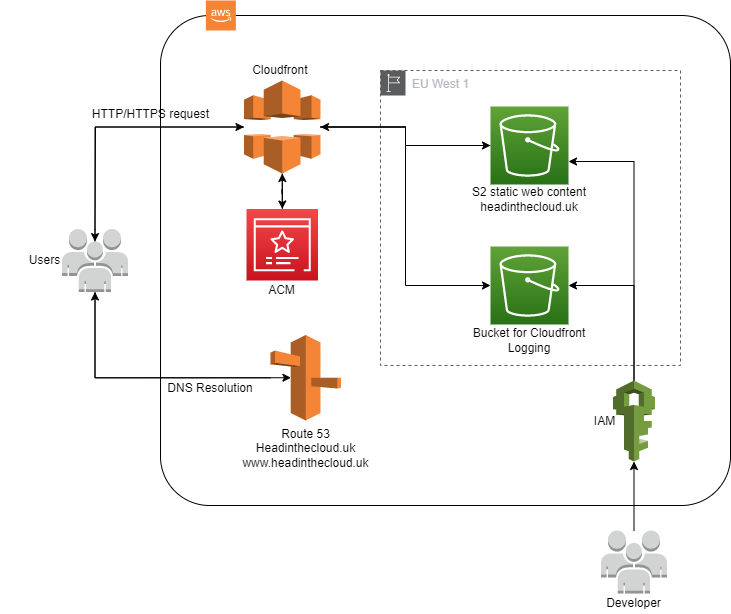 aws
Cloudfront
EU West 1
HTTP/HTTPS request
S2 static web content
headinthecloud.uk
Users
ACM
Bucket for Cloudfront
Logging
DNS Resolution
IAM
Route 53
Headinthecloud.uk
www.headinthecloud.uk
Developer